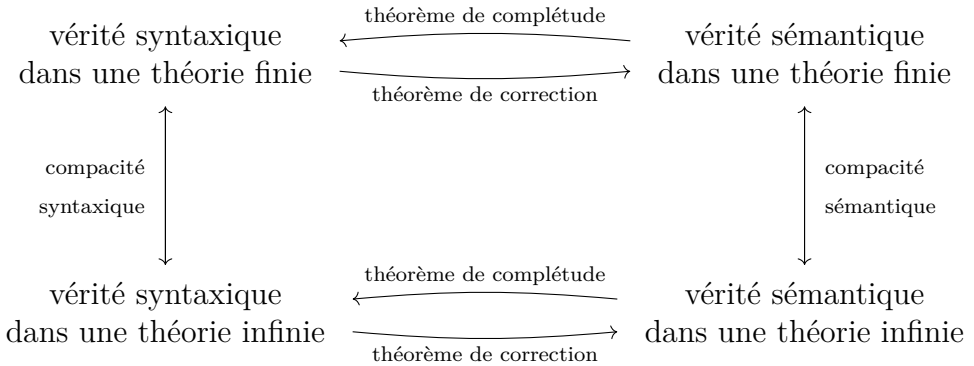 théorème de complétude
vérité syntaxique
dans une théorie finie
vérité sémantique
dans une théorie finie
théorème de correction
compacité
syntaxique
compacité
sémantique
théorème de complétude
vérité syntaxique
dans une théorie infinie
vérité sémantique
dans une théorie infinie
théorème de correction